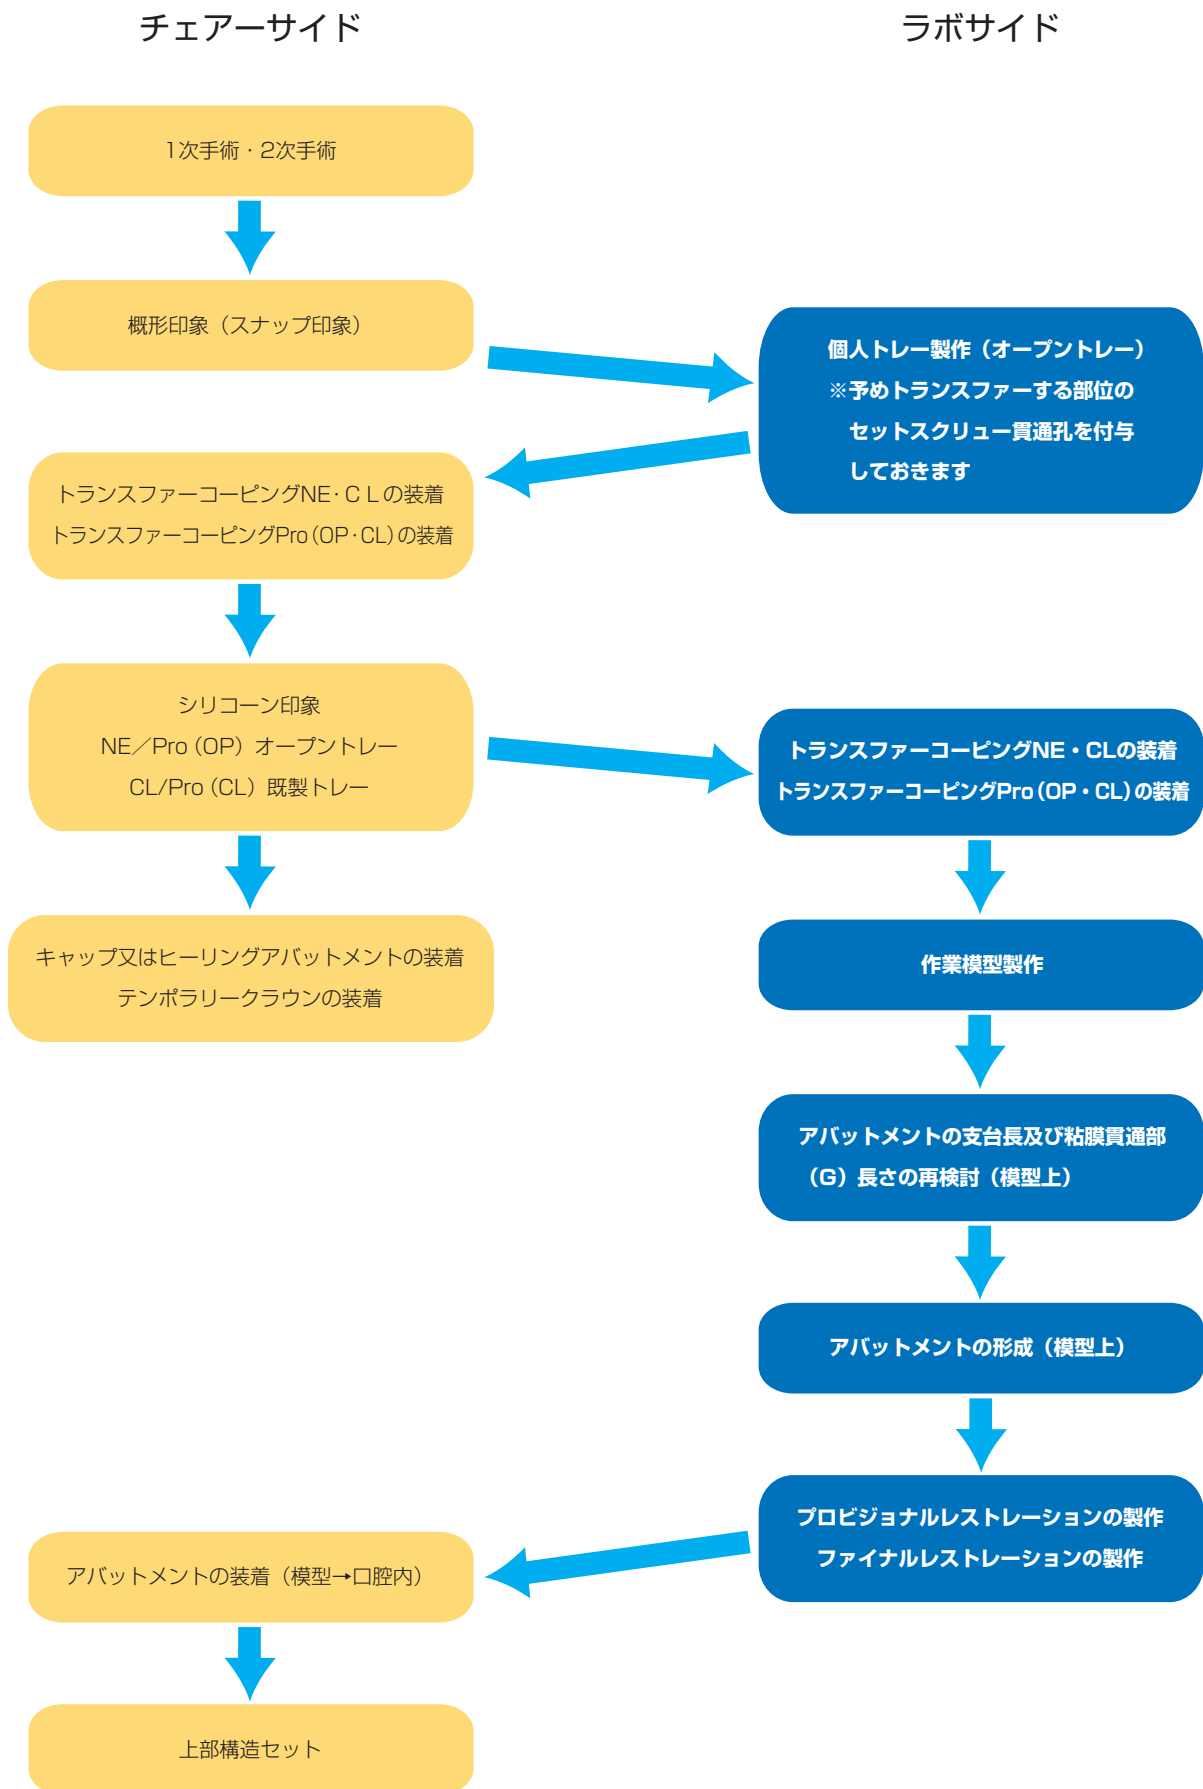 チェアーサイド
ラボサイド
1次手術・2次手術
概形印象（スナップ印象）
個人トレー製作（オープントレー）
※予めトランスファーする部位の
セットスクリュー貫通孔を付与
しておきます
トランスファーコーピングNE・CLの装着
トランスファーコーピングPro（OP・CL）の装着
シリコーン印象
NE／Pro（OP）オープントレー
CL/Pro（CL）既製トレー
トランスファーコーピングNE・CLの装着
トランスファーコーピングPro（OP・CL）の装着
キャップ又はヒーリングアバットメントの装着
テンポラリークラウンの装着
作業模型製作
アバットメントの支台長及び粘膜貫通部
（G）長さの再検討（模型上）
アバットメントの形成（模型上）
プロビジョナルレストレーションの製作
ファイナルレストレーションの製作
アバットメントの装着（模型→口腔内）
上部構造セット